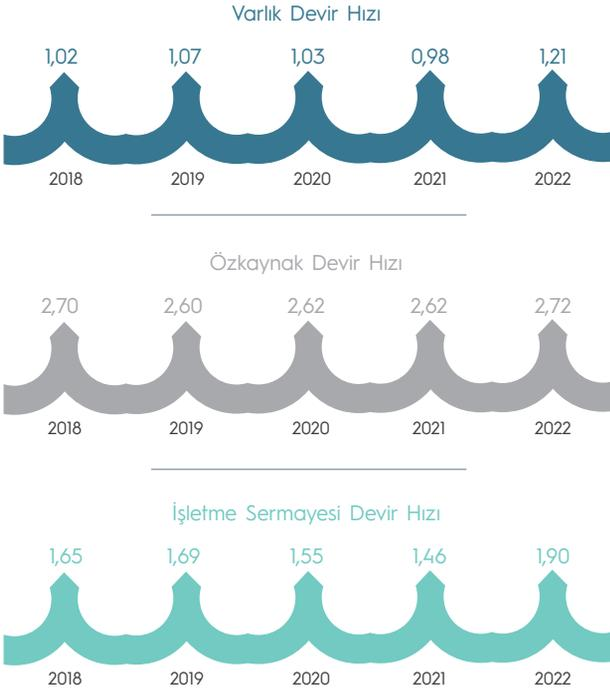 Varlık Devir Hızı
1,02 1,07 1,03 0,98 1,21
2018 2019 2020 2021 2022
Özkaynak Devir Hızı
2,70 2,60 2,62 2,62 2,72
2018 2019 2020 2021 2022
İşletme Sermayesi Devir Hızı
1,65 1,69 1,55 1,46 1,90
2018 2019 2020 2021 2022